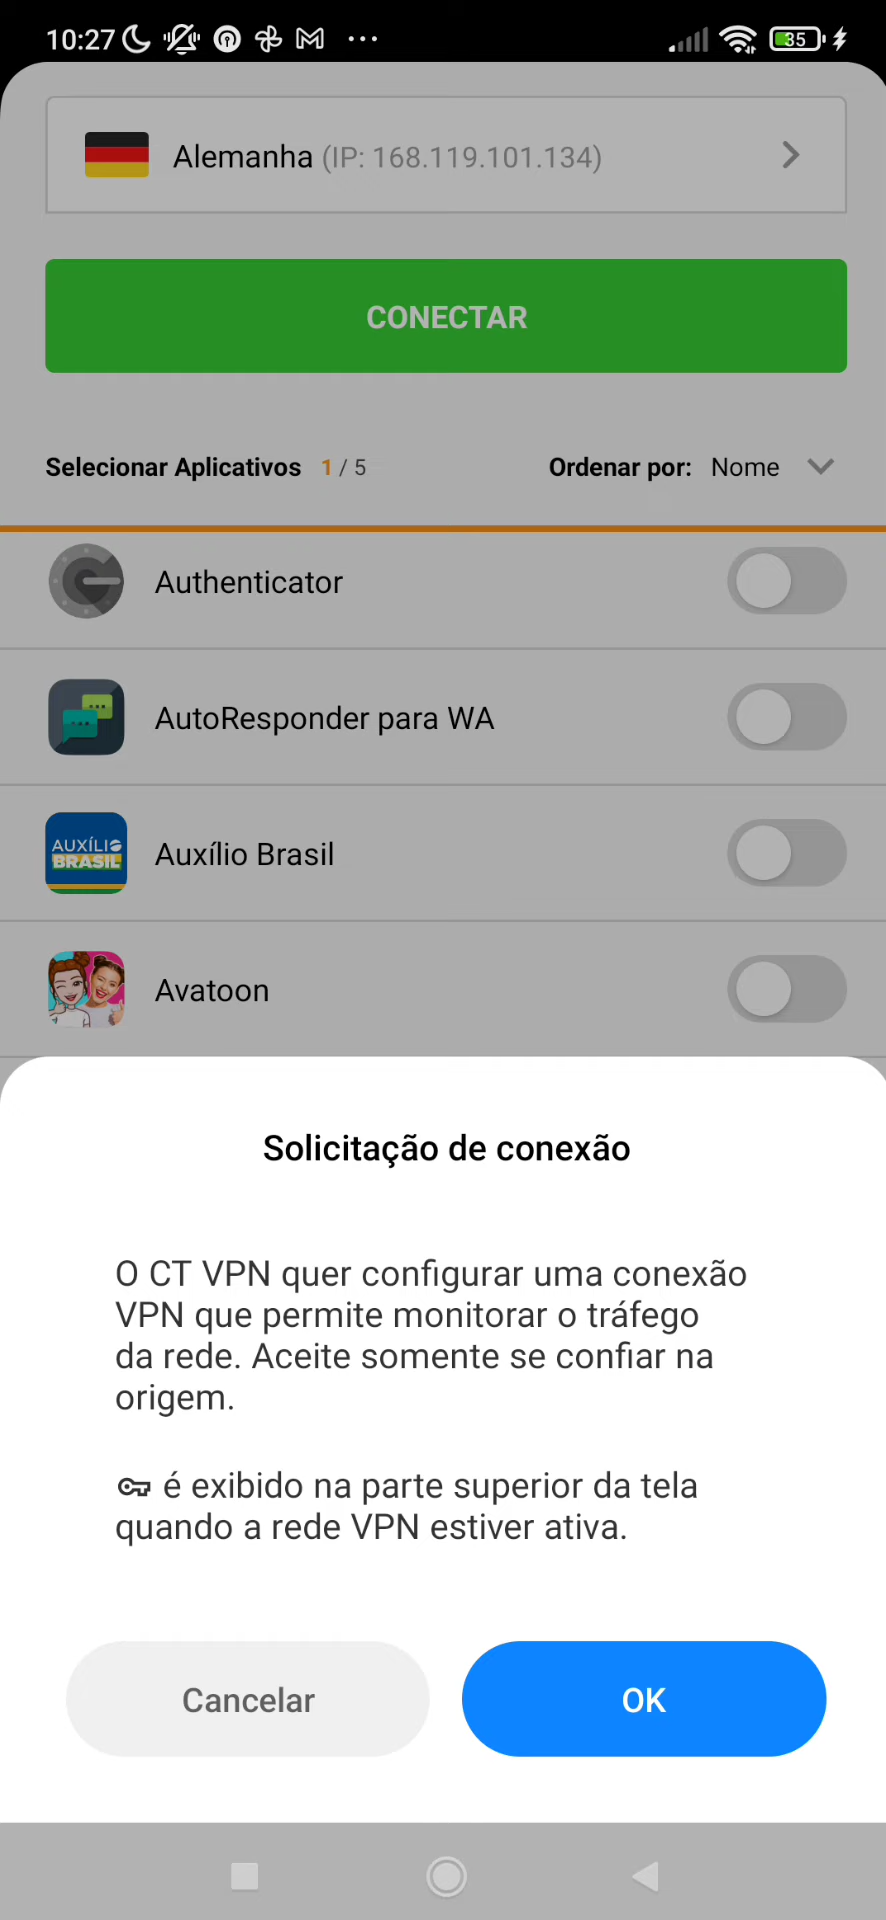 10:27
35
Alemanha (IP: 168.119.101.134)
CONECTAR
Selecionar Aplicativos 1 / 5 Ordenar por: Nome
Authenticator
AutoResponder para WA
AUXÍLIO
BRASIL
Auxílio Brasil
Avatoon
Solicitação de conexão
O CT VPN quer configurar uma conexão
VPN que permite monitorar o tráfego
da rede. Aceite somente se confiar na
origem.
é exibido na parte superior da tela
quando a rede VPN estiver ativa.
Cancelar OK